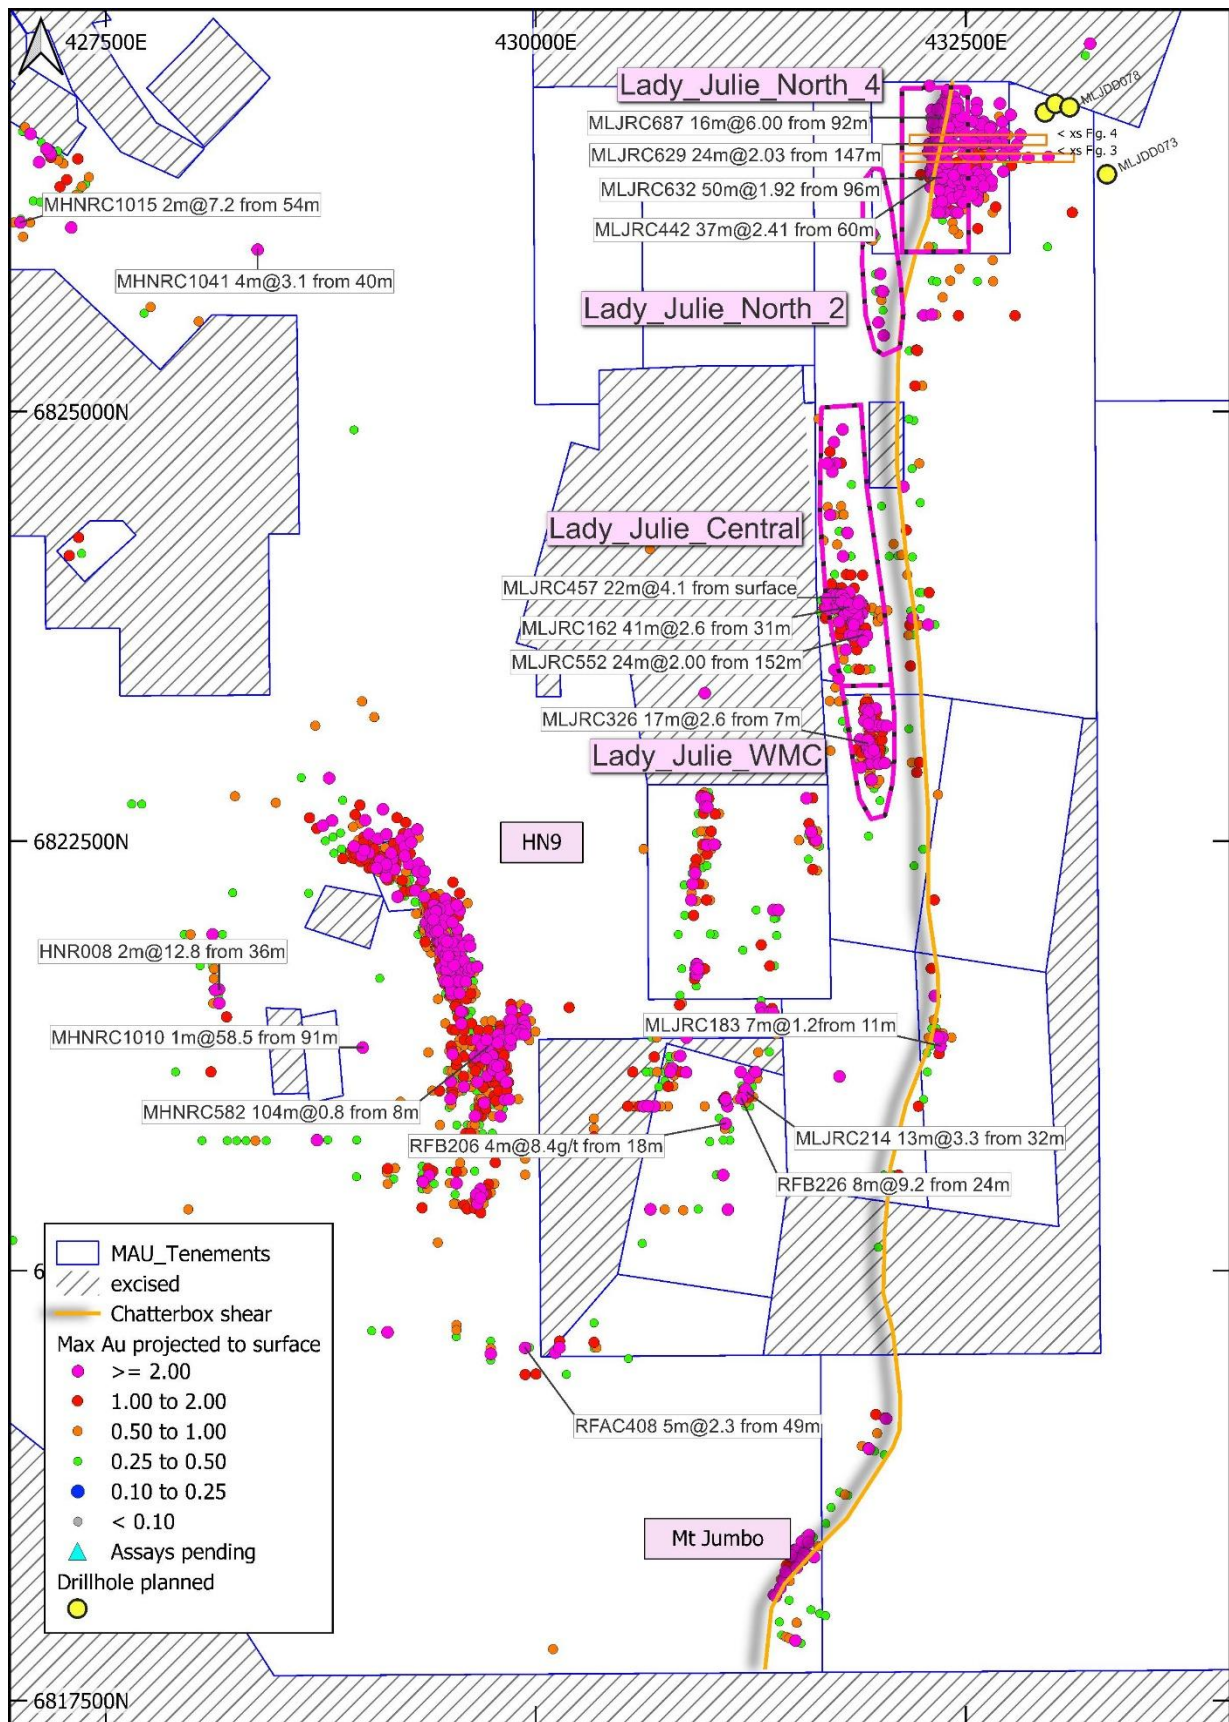 427500E
430000E
432500E
Lady_Julie_North_4
MLJDD078
MLJRC687 16m@6.00 from 92m
< xs Fg. 4
MLJRC629 24m@2.03 from 147m
< xs Fg. 3
MLJDD073
MLJRC632 50m@1.92 from 96m
MHNRC1015 2m@7.2 from 54m
MLJRC442 37m@2.41 from 60m
MHNRC1041 4m@3.1 from 40m
Lady_Julie_North_2
6825000N
Lady_Julie_Central
MLJRC457 22m@4.1 from surface
MLJRC162 41m@2.6 from 31m
MLJRC552 24m@2.00 from 152m
MLJRC326 17m@2.6 from 7m
Lady_Julie_WMC
6822500N
HN9
HNR008 2m@12.8 from 36m
MLJRC183 7m@1.2from 11m
MHNRC1010 1m@58.5 from 91m
MHNRC582 104m@0.8 from 8m
MLJRC214 13m@3.3 from 32m
RFB206 4m@8.4g/t from 18m
RFB226 8m@9.2 from 24m
MAU_Tenements
6
excised
Chatterbox shear
Max Au projected to surface
>= 2.00
1.00 to 2.00
0.50 to 1.00
0.25 to 0.50
0.10 to 0.25
< 0.10
Assays pending
Drillhole planned
RFAC408 5m@2.3 from 49m
Mt Jumbo
6817500N